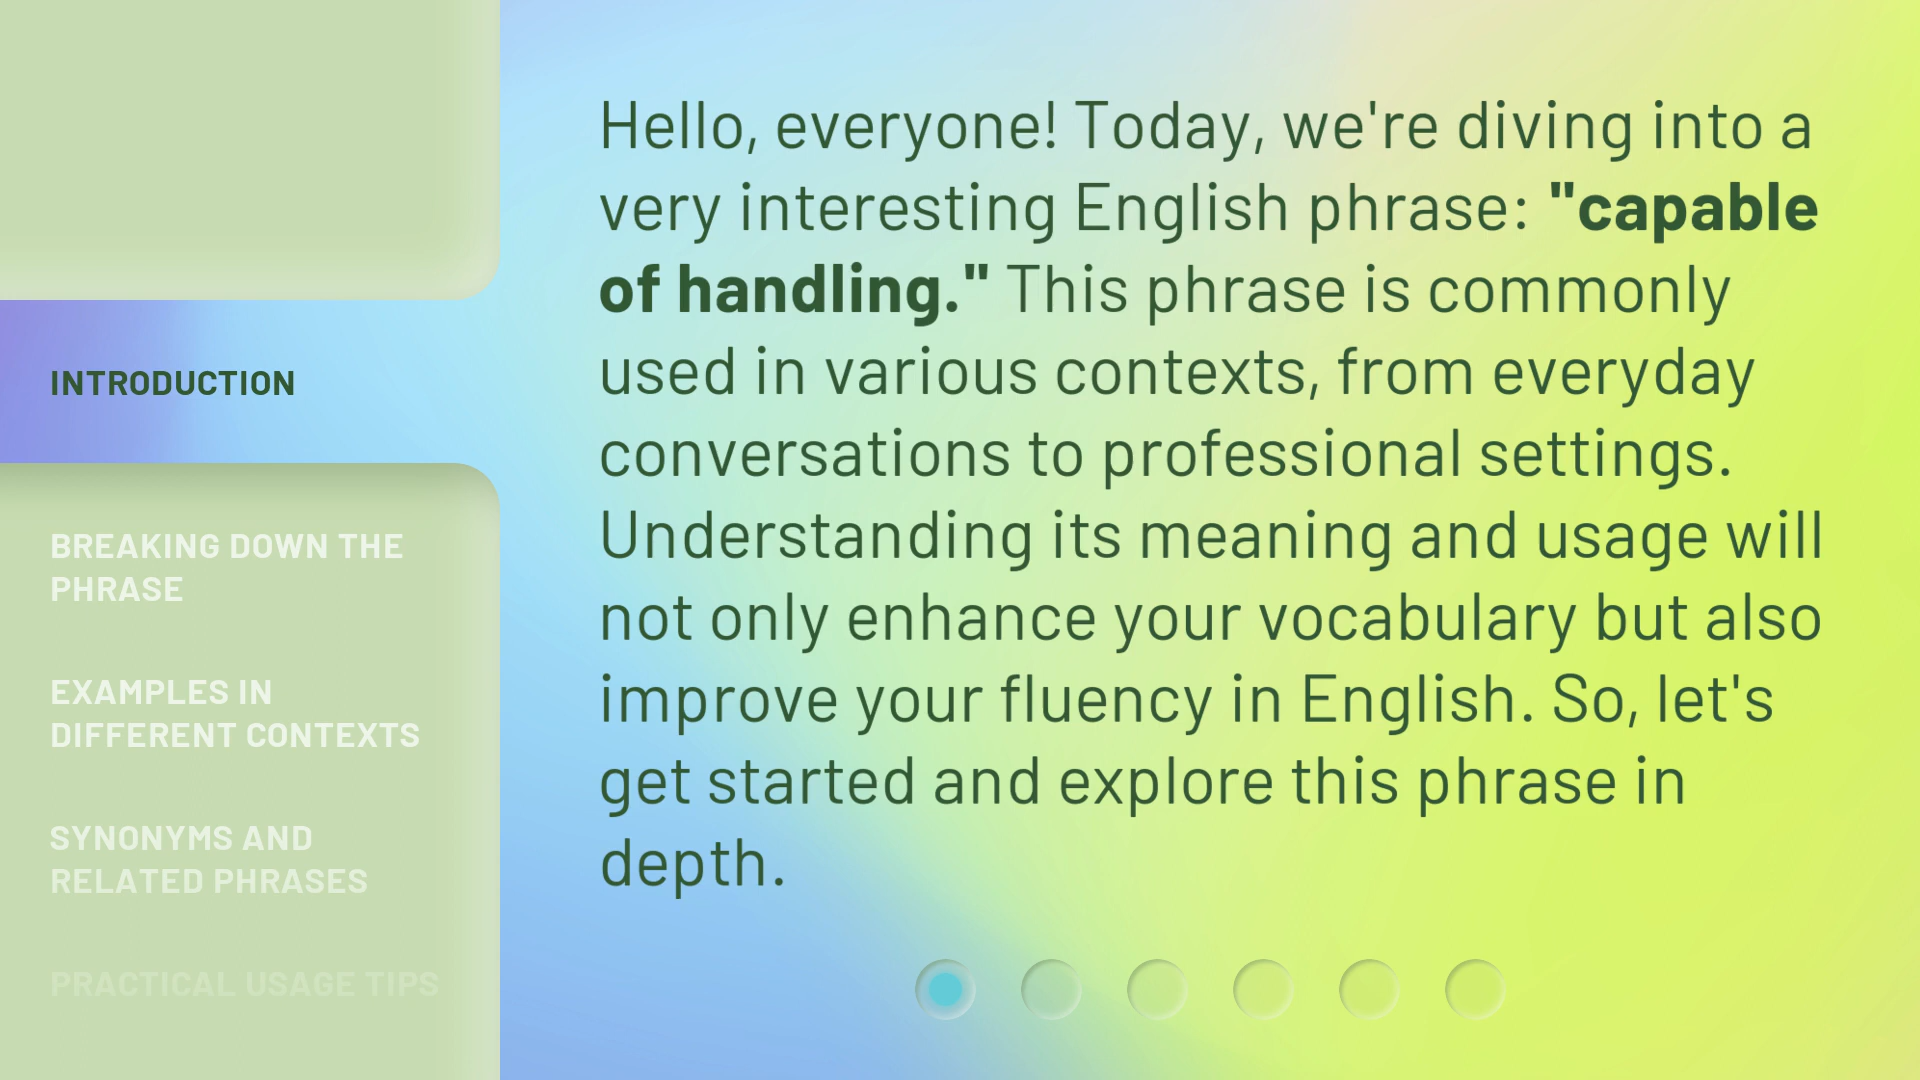 INTRODUCTION
BREAKING DOWN THE
PHRASE
EXAMPLES IN
DIFFERENT CONTEXTS
SYNONYMS AND
RELATED PHRASES
PRACTICAL USAGE TIPS
Hello, everyone! Today, we're diving into a
very interesting English phrase: "capable
of handling." This phrase is commonly
used in various contexts, from everyday
conversations to professional settings.
Understanding its meaning and usage will
not only enhance your vocabulary but also
improve your fluency in English. So, let's
get started and explore this phrase in
depth.